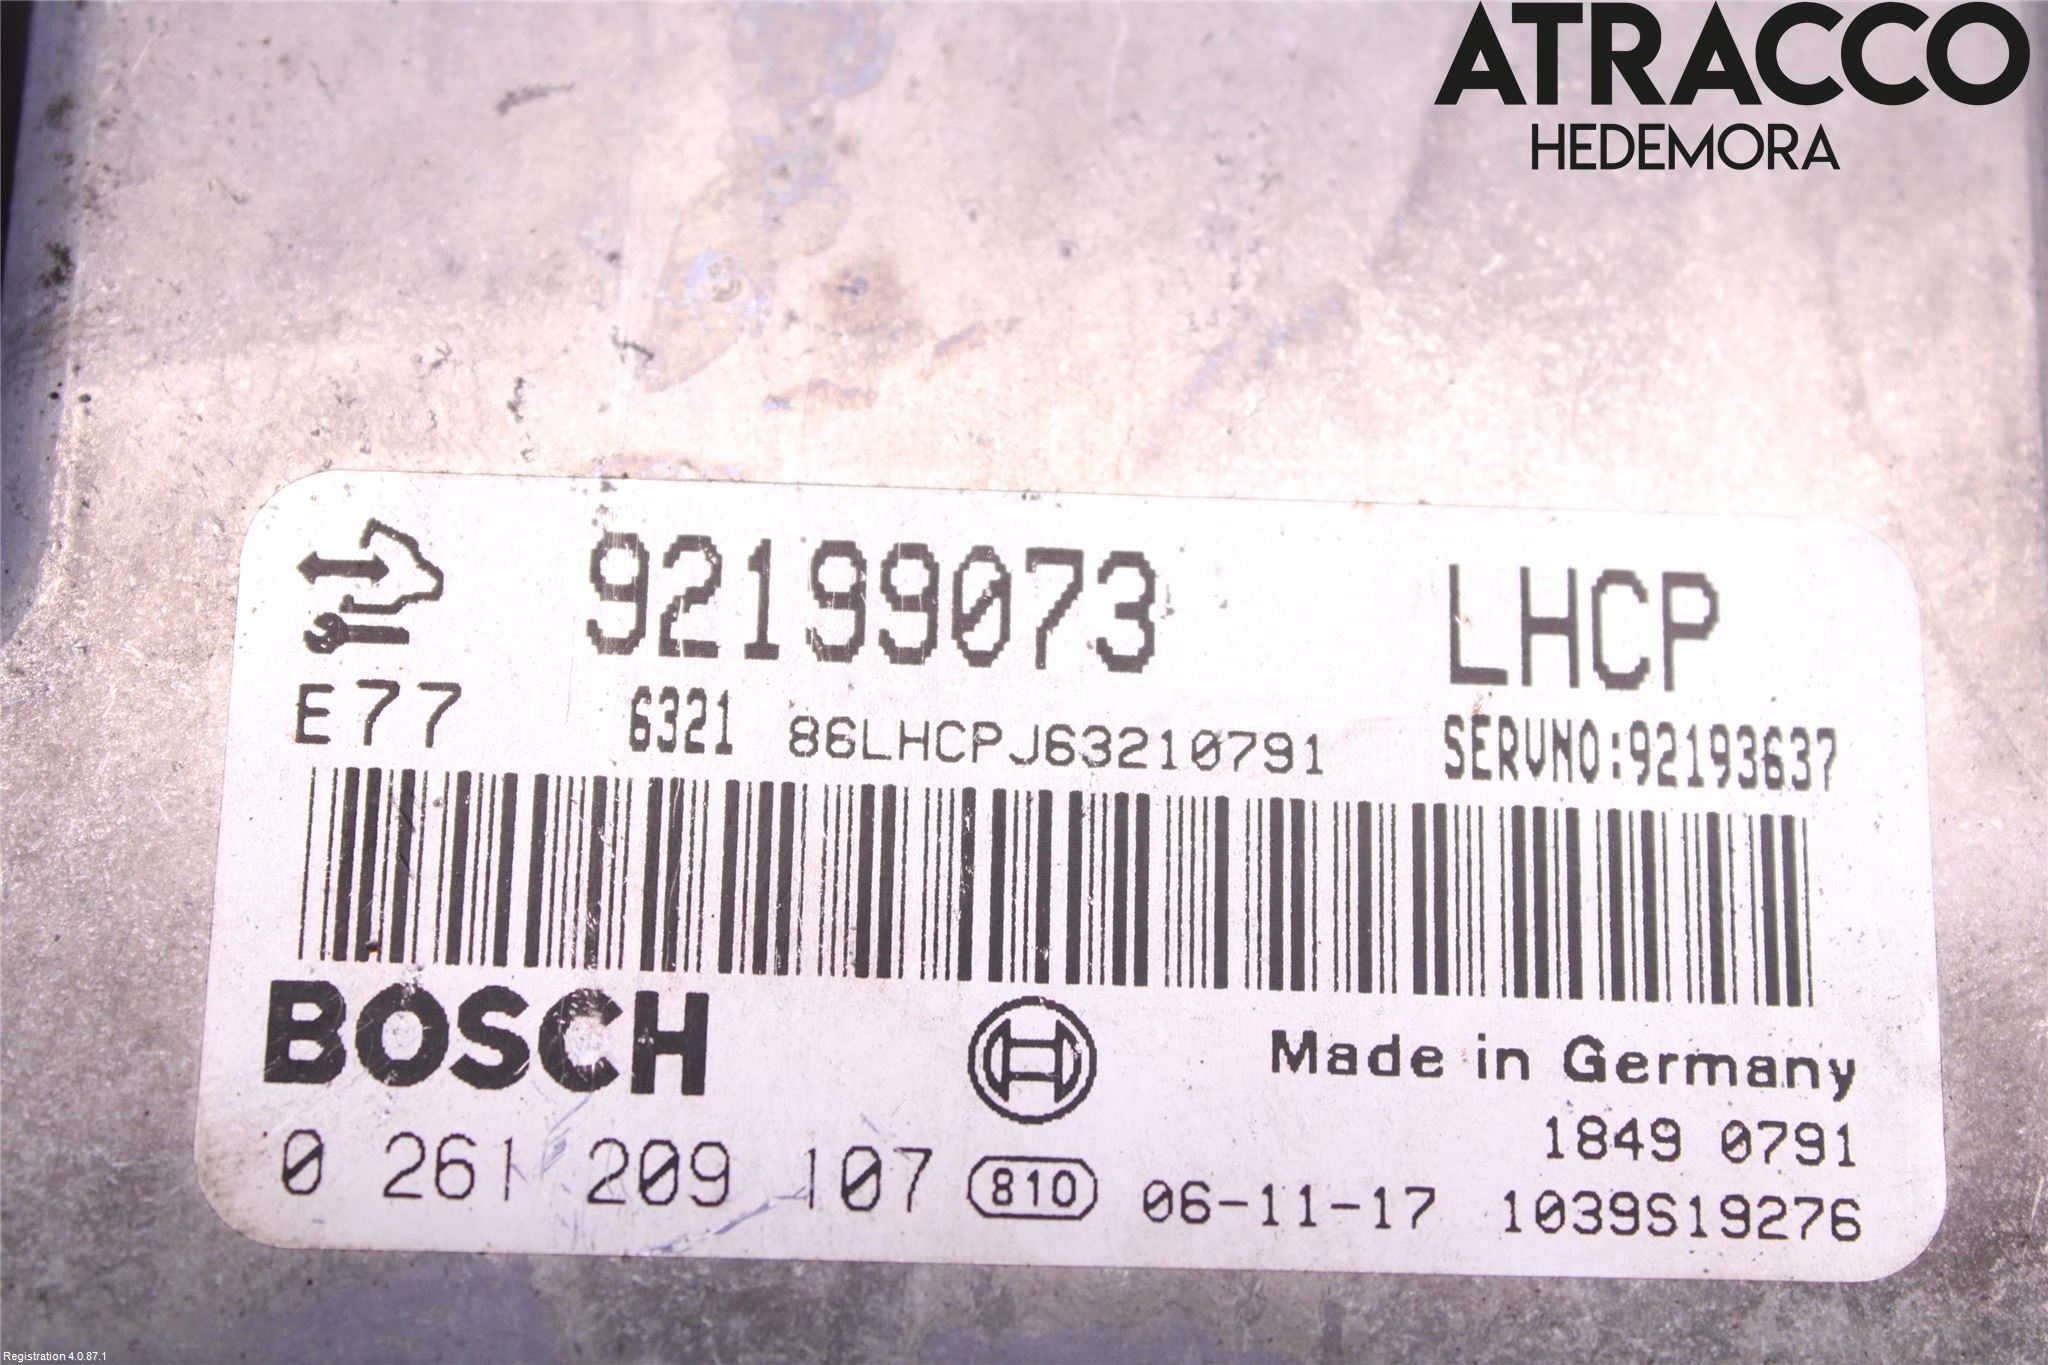 ATRACCO
HEDEMORA
92199073 LHCP
E77 6321 86LHCPJ63210791 SERVNO:92193637
BOSCH Made in Germany
1849 0791
0 261 209 107 810 06-11-17 1039S19276
Registration 4.0.87.1